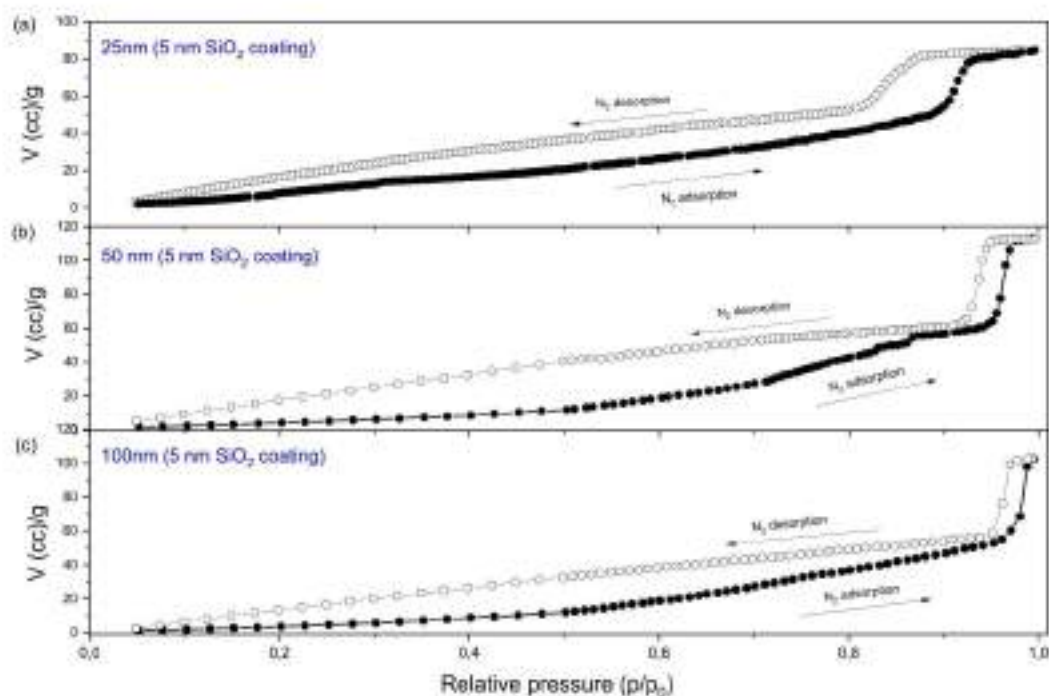 (a)
100
80
60
40
20
0
V (cc)/g
25nm (5 nm SiO₂ coating)
N₂ desorption
N₂ adsorption
(b)
120
100
80
60
40
20
V (cc)/g
50 nm (5 nm SiO₂ coating)
N₂ desorption
N₂ adsorption
(c)
120
100
80
60
40
20
0
V (cc)/g
100nm (5 nm SiO₂ coating)
N₂ desorption
N₂ adsorption
0,0 0,2 0,4 0,6 0,8 1,0
Relative pressure (p/p₀)